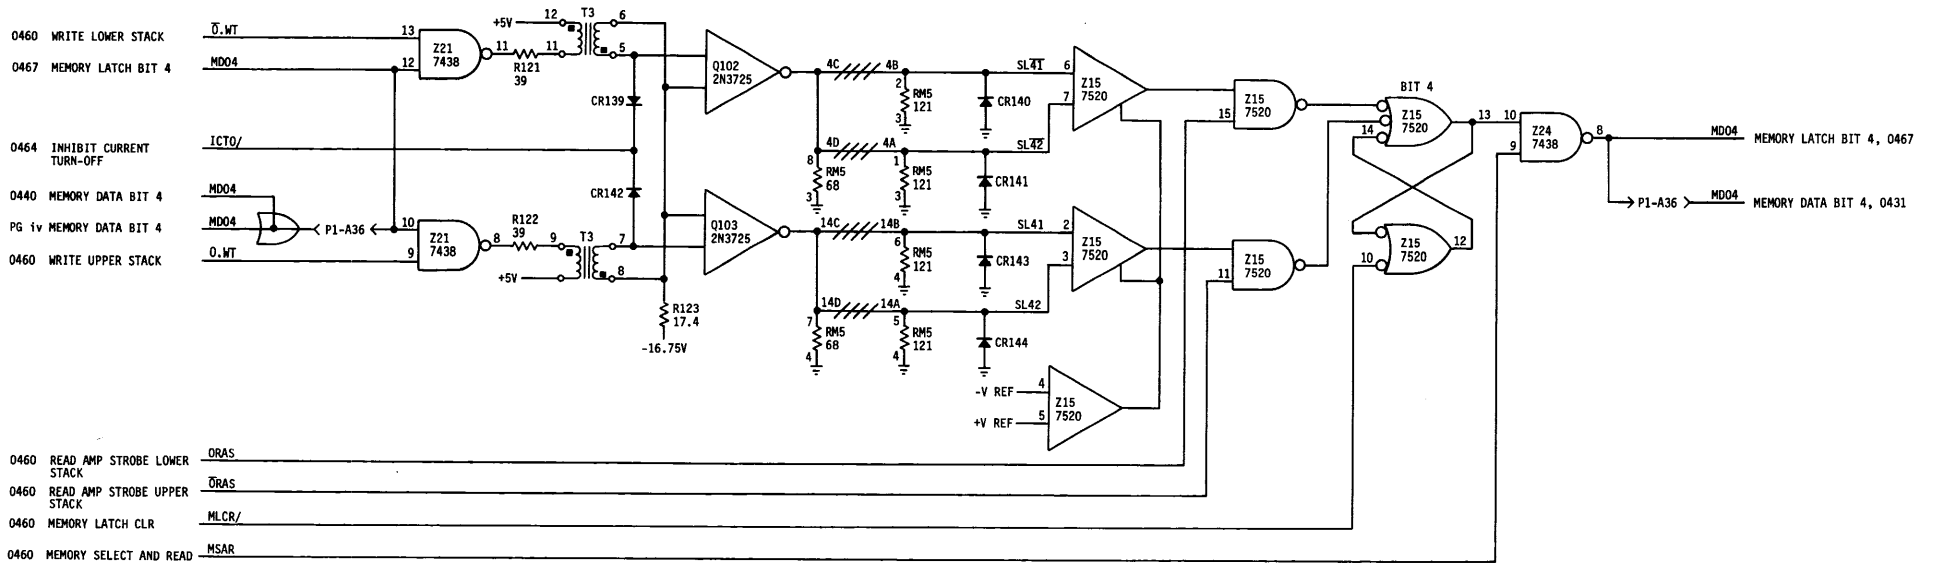 0460 WRITE LOWER STACK
O̅.WT
0467 MEMORY LATCH BIT 4
MD04
0464 INHIBIT CURRENT
TURN-OFF
ICTO/
0440 MEMORY DATA BIT 4
MD04
PG iv MEMORY DATA BIT 4
MD04
P1-A36
0460 WRITE UPPER STACK
O.WT
13
12
Z21
7438
11
R121
39
11
+5V
12
T3
6
5
CR139
CR142
10
9
Z21
7438
8
R122
39
9
T3
7
8
+5V
R123
17.4
-16.75V
Q102
2N3725
Q103
2N3725
4C
4B
2
RM5
121
3
CR140
SL4̅1̅
4D
4A
8
RM5
68
3
1
RM5
121
3
CR141
SL4̅2̅
14C
14B
6
RM5
121
4
CR143
SL41
14D
14A
7
RM5
68
4
5
RM5
121
4
CR144
SL42
6
7
Z15
7520
2
3
Z15
7520
-V REF
4
+V REF
5
Z15
7520
15
Z15
7520
11
Z15
7520
BIT 4
Z15
7520
14
13
10
Z15
7520
12
10
9
Z24
7438
8
MD04
MEMORY LATCH BIT 4, 0467
P1-A36
MD04
MEMORY DATA BIT 4, 0431
0460 READ AMP STROBE LOWER
STACK
ORAS
0460 READ AMP STROBE UPPER
STACK
O̅RAS
0460 MEMORY LATCH CLR
MLCR/
0460 MEMORY SELECT AND READ
MSAR